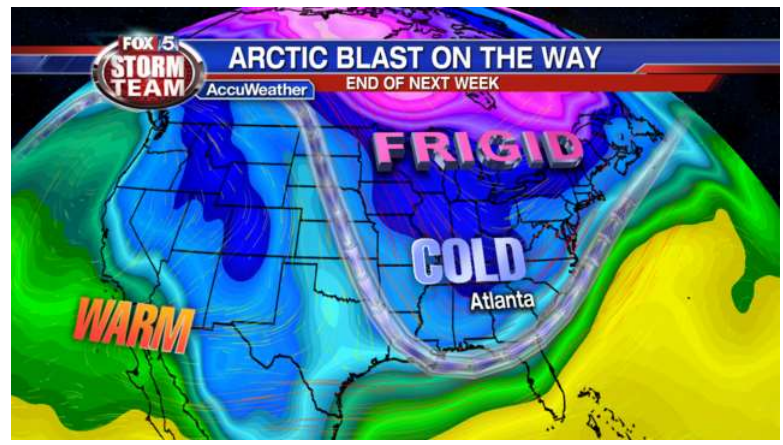 FOX 5
STORM
TEAM
AccuWeather
ARCTIC BLAST ON THE WAY
END OF NEXT WEEK
FRIGID
COLD
Atlanta
WARM